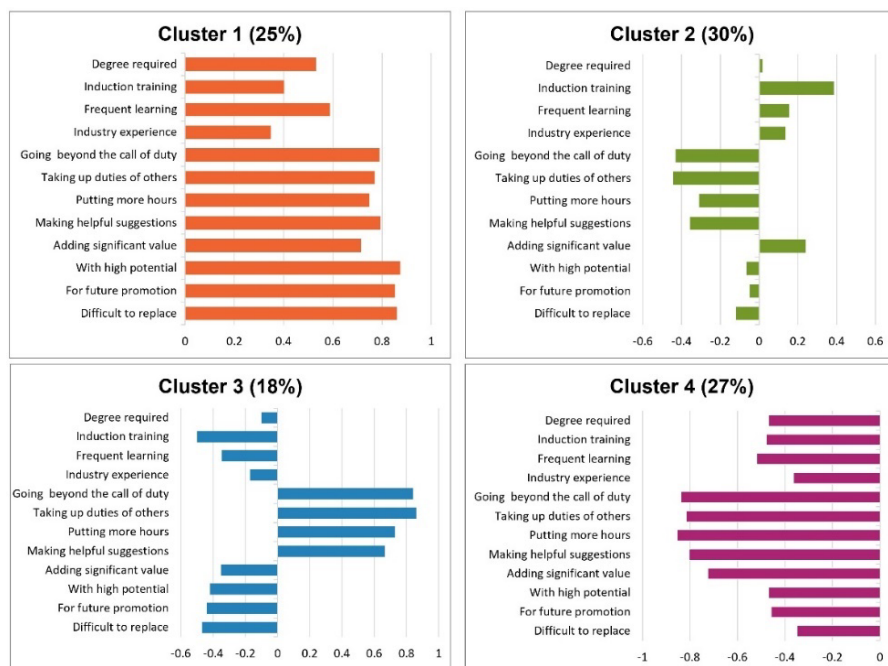 Cluster 1 (25%)
Degree required
Induction training
Frequent learning
Industry experience
Going beyond the call of duty
Taking up duties of others
Putting more hours
Making helpful suggestions
Adding significant value
With high potential
For future promotion
Difficult to replace
0 0.2 0.4 0.6 0.8 1
Cluster 2 (30%)
Degree required
Induction training
Frequent learning
Industry experience
Going beyond the call of duty
Taking up duties of others
Putting more hours
Making helpful suggestions
Adding significant value
With high potential
For future promotion
Difficult to replace
-0.6 -0.4 -0.2 0 0.2 0.4 0.6
Cluster 3 (18%)
Degree required
Induction training
Frequent learning
Industry experience
Going beyond the call of duty
Taking up duties of others
Putting more hours
Making helpful suggestions
Adding significant value
With high potential
For future promotion
Difficult to replace
-0.6 -0.4 -0.2 0 0.2 0.4 0.6 0.8 1
Cluster 4 (27%)
Degree required
Induction training
Frequent learning
Industry experience
Going beyond the call of duty
Taking up duties of others
Putting more hours
Making helpful suggestions
Adding significant value
With high potential
For future promotion
Difficult to replace
-1 -0.8 -0.6 -0.4 -0.2 0